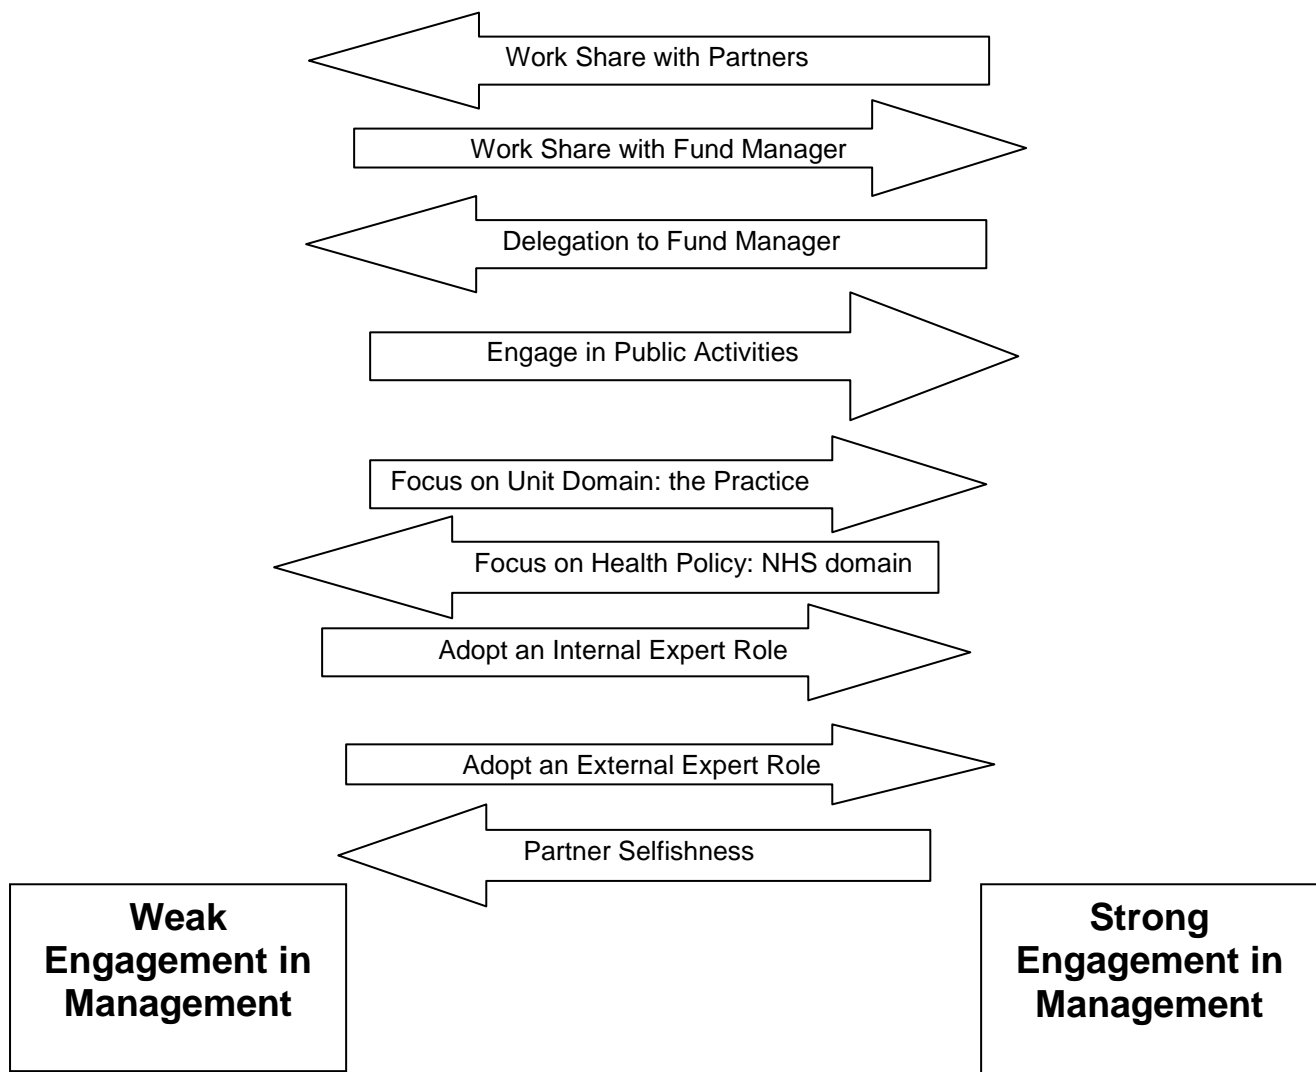 Work Share with Partners
Work Share with Fund Manager
Delegation to Fund Manager
Engage in Public Activities
Focus on Unit Domain: the Practice
Focus on Health Policy: NHS domain
Adopt an Internal Expert Role
Adopt an External Expert Role
Partner Selfishness
Weak
Engagement in
Management
Strong
Engagement in
Management